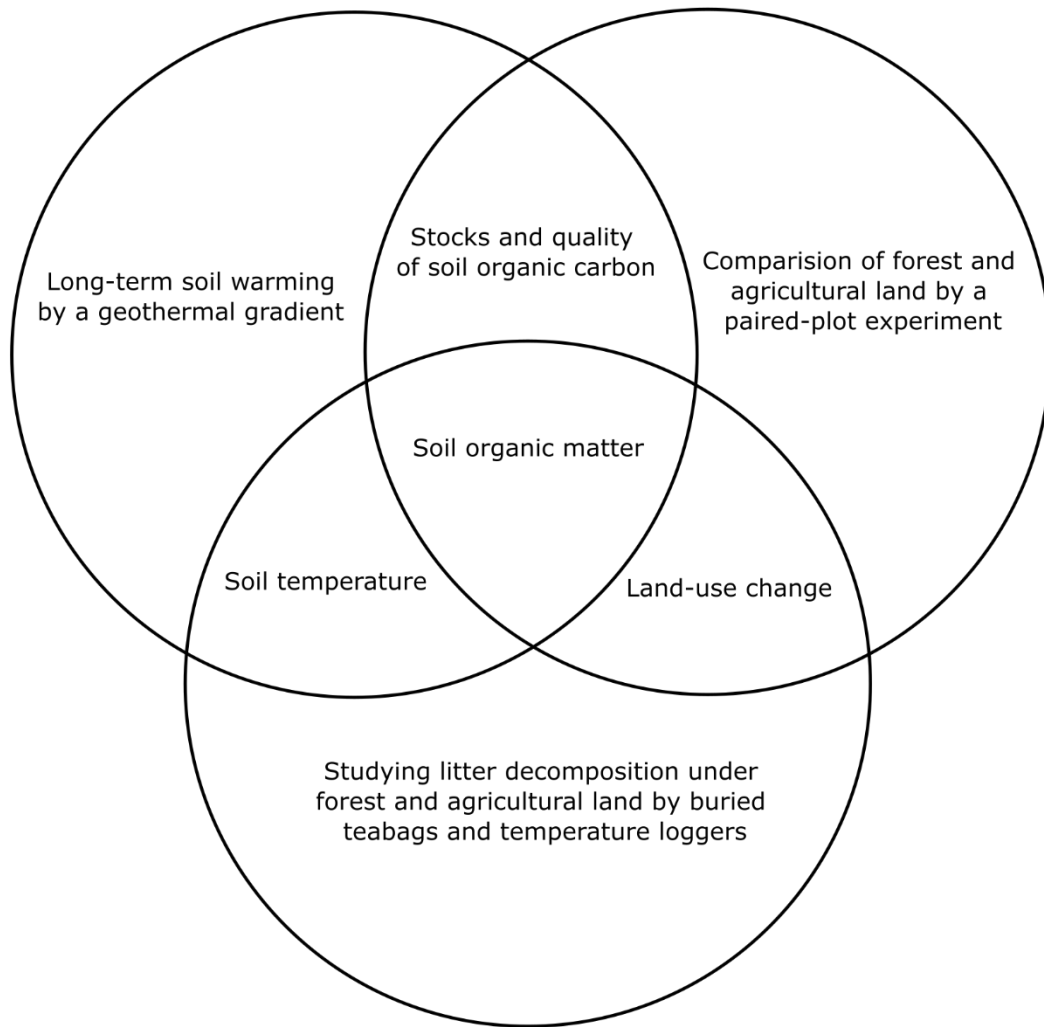 Stocks and quality
of soil organic carbon
Long-term soil warming
by a geothermal gradient
Comparision of forest and
agricultural land by a
paired-plot experiment
Soil organic matter
Soil temperature
Land-use change
Studying litter decomposition under
forest and agricultural land by buried
teabags and temperature loggers